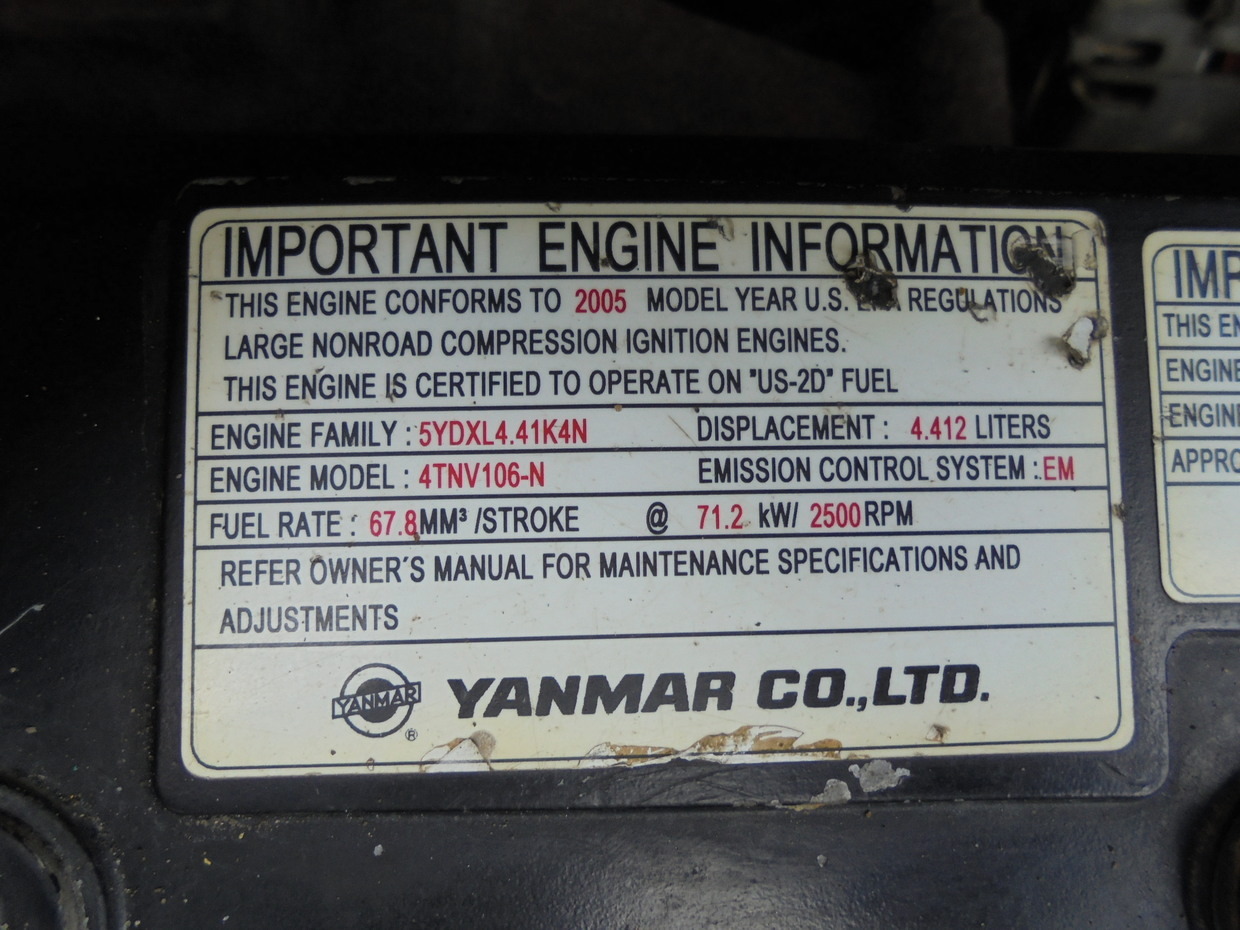 IMPORTANT ENGINE INFORMATION
THIS ENGINE CONFORMS TO 2005 MODEL YEAR U.S. REGULATIONS
LARGE NONROAD COMPRESSION IGNITION ENGINES.
THIS ENGINE IS CERTIFIED TO OPERATE ON "US-2D" FUEL
ENGINE FAMILY : 5YDXL4.41K4N DISPLACEMENT : 4.412 LITERS
ENGINE MODEL : 4TNV106-N EMISSION CONTROL SYSTEM : EM
FUEL RATE : 67.8MM³ /STROKE @ 71.2 kW/ 2500 RPM
REFER OWNER'S MANUAL FOR MAINTENANCE SPECIFICATIONS AND
ADJUSTMENTS
YANMAR ® YANMAR CO.,LTD.
IMP
THIS EN
ENGINE
ENGINE
APPRO